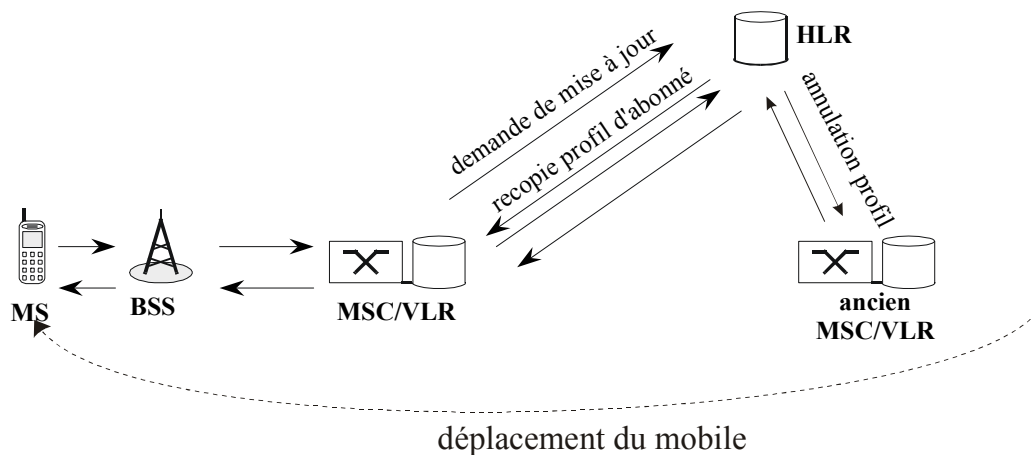 HLR
demande de mise à jour
recopie profil d'abonné
annulation profil
MS
BSS
MSC/VLR
ancien
MSC/VLR
déplacement du mobile